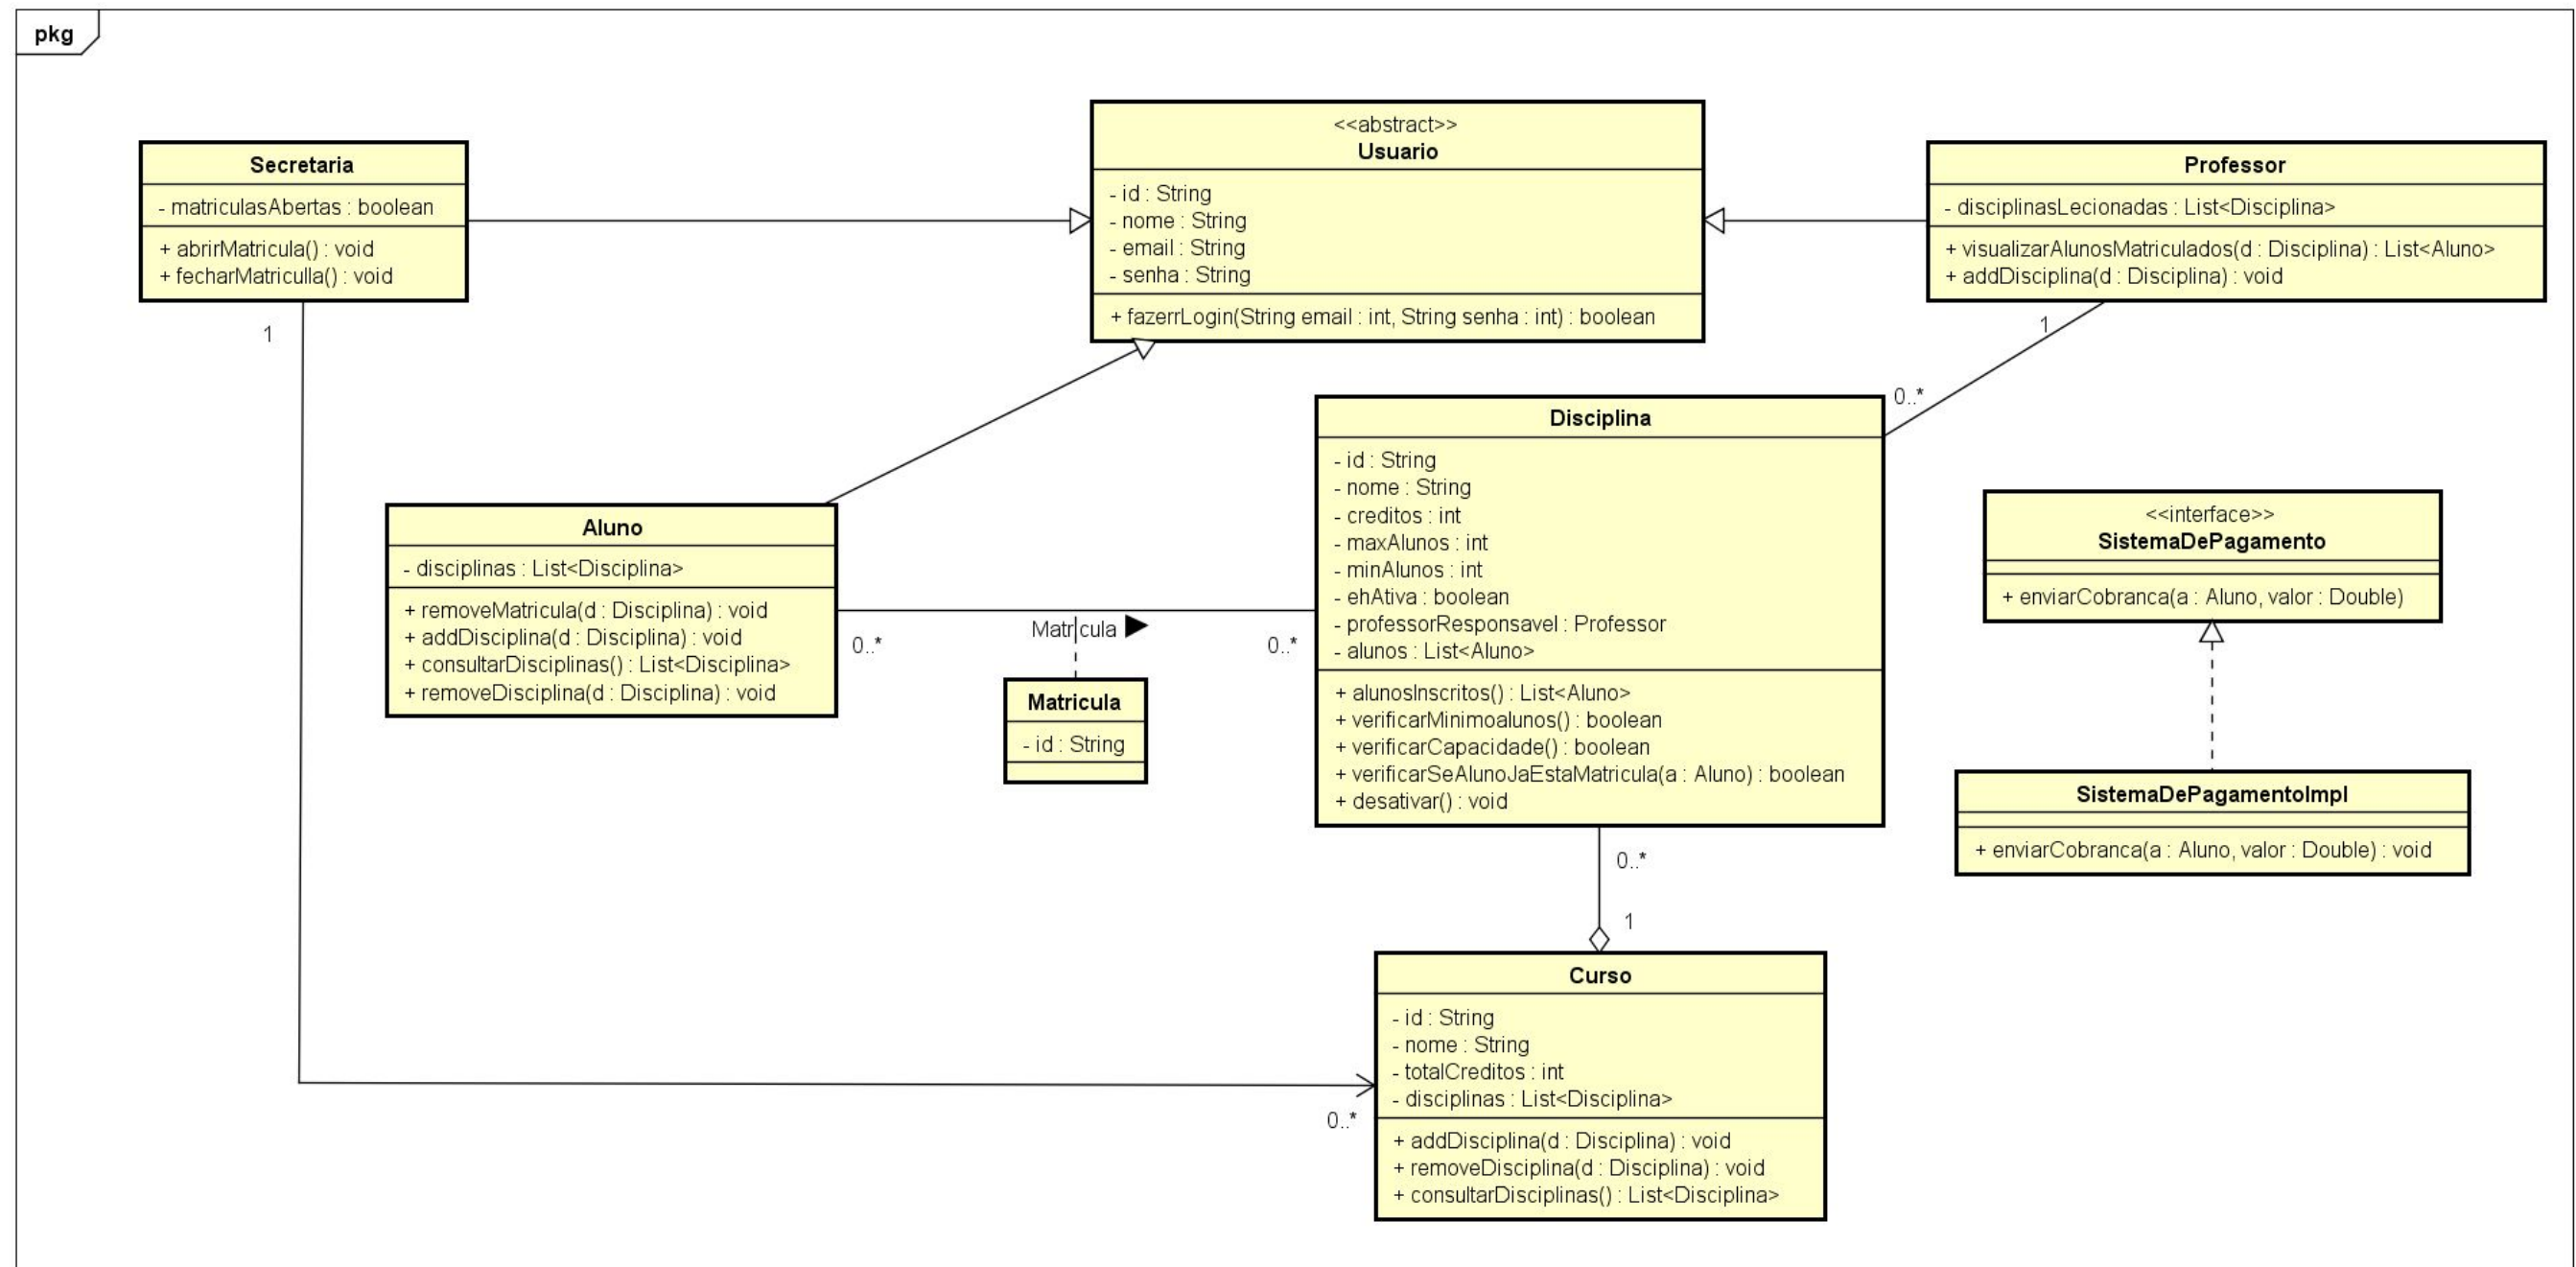 pkg
Secretaria
- matriculasAbertas : boolean
+ abrirMatricula() : void
+ fecharMatriculla() : void
1
<<abstract>>
Usuario
- id : String
- nome : String
- email : String
- senha : String
+ fazerrLogin(String email : int, String senha : int) : boolean
Professor
- disciplinasLecionadas : List<Disciplina>
+ visualizarAlunosMatriculados(d : Disciplina) : List<Aluno>
+ addDisciplina(d : Disciplina) : void
1
0..*
Disciplina
- id : String
- nome : String
- creditos : int
- maxAlunos : int
- minAlunos : int
- ehAtiva : boolean
- professorResponsavel : Professor
- alunos : List<Aluno>
+ alunosInscritos() : List<Aluno>
+ verificarMinimoalunos() : boolean
+ verificarCapacidade() : boolean
+ verificarSeAlunoJaEstaMatricula(a : Aluno) : boolean
+ desativar() : void
Aluno
- disciplinas : List<Disciplina>
+ removeMatricula(d : Disciplina) : void
+ addDisciplina(d : Disciplina) : void
+ consultarDisciplinas() : List<Disciplina>
+ removeDisciplina(d : Disciplina) : void
0..*
Matricula
0..*
Matricula
- id : String
<<interface>>
SistemaDePagamento
+ enviarCobranca(a : Aluno, valor : Double)
SistemaDePagamentoImpl
+ enviarCobranca(a : Aluno, valor : Double) : void
0..*
1
Curso
- id : String
- nome : String
- totalCreditos : int
- disciplinas : List<Disciplina>
+ addDisciplina(d : Disciplina) : void
+ removeDisciplina(d : Disciplina) : void
+ consultarDisciplinas() : List<Disciplina>
0..*